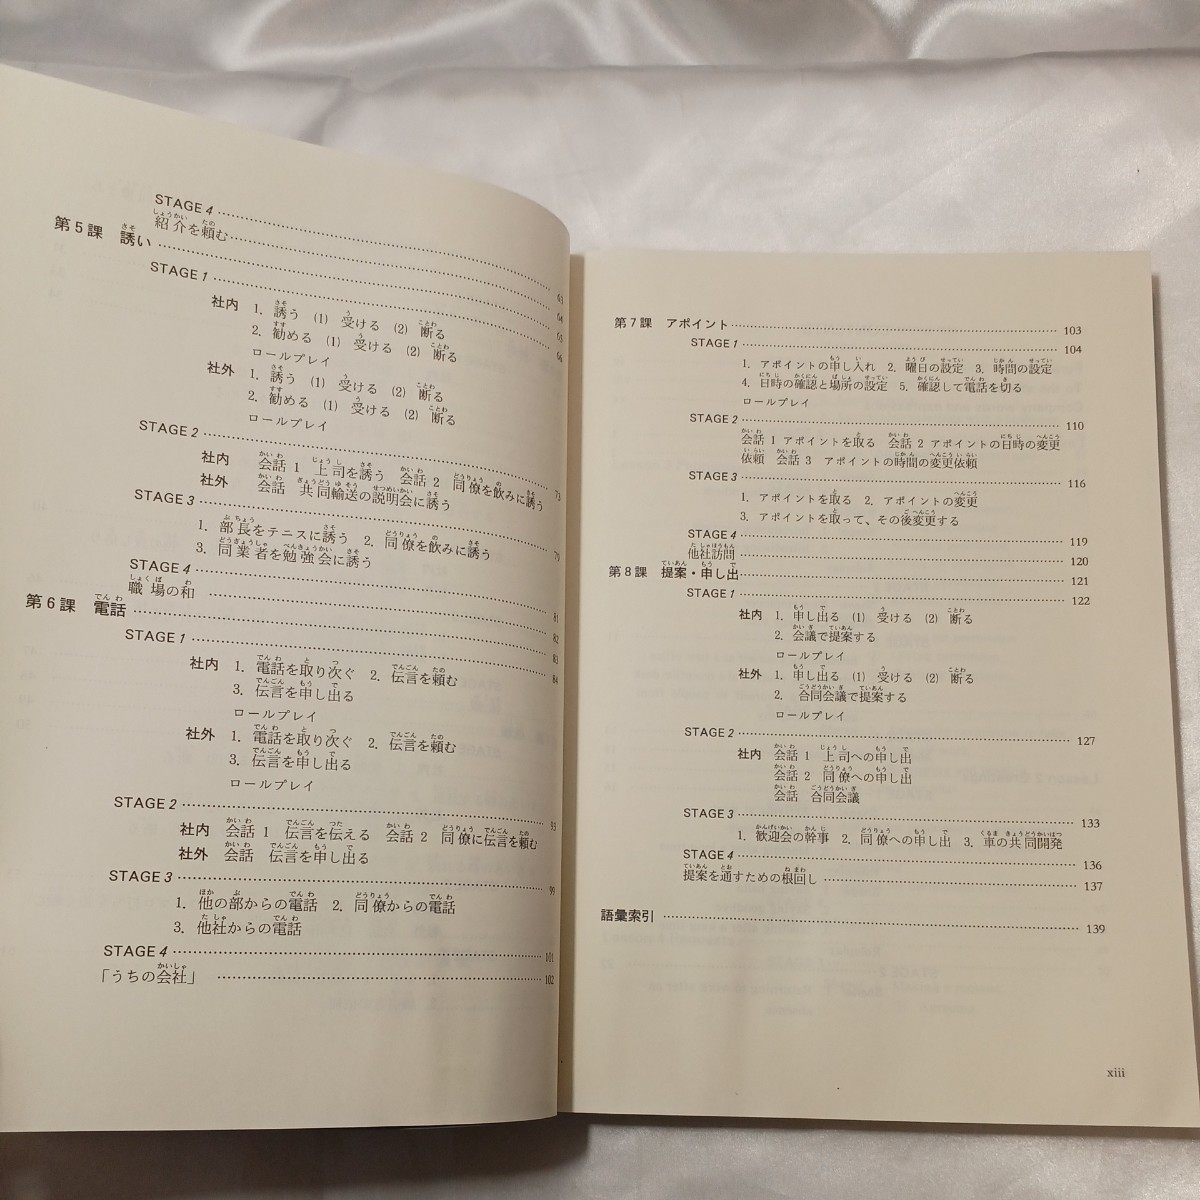 STAGE 4 …… 63
紹介を頼む …… 64
第5課 誘い …… 65
STAGE 1 …… 66
社内 1. 誘う (1) 受ける (2) 断る
2. 勧める (1) 受ける (2) 断る
ロールプレイ
社外 1. 誘う (1) 受ける (2) 断る
2. 勧める (1) 受ける (2) 断る
ロールプレイ
STAGE 2 …… 73
社内 会話 1 上司を誘う 会話 2 同僚を飲みに誘う
社外 会話 共同輸送の説明会に誘う
STAGE 3 …… 79
1. 部長をテニスに誘う 2. 同僚を飲みに誘う
3. 同業者を勉強会に誘う
STAGE 4 …… 81
職場の和 …… 82
第6課 電話 …… 83
STAGE 1 …… 84
社内 1. 電話を取り次ぐ 2. 伝言を頼む
3. 伝言を申し出る
ロールプレイ
社外 1. 電話を取り次ぐ 2. 伝言を頼む
3. 伝言を申し出る
ロールプレイ
STAGE 2 …… 93
社内 会話 1 伝言を伝える 会話 2 同僚に伝言を頼む
社外 会話 伝言を申し出る
STAGE 3 …… 99
1. 他の部からの電話 2. 同僚からの電話
3. 他社からの電話
STAGE 4 …… 101
「うちの会社」 …… 102
第7課 アポイント …… 103
STAGE 1 …… 104
1. アポイントの申し入れ 2. 曜日の設定 3. 時間の設定
4. 日時の確認と場所の設定 5. 確認して電話を切る
ロールプレイ
STAGE 2 …… 110
会話 1 アポイントを取る 会話 2 アポイントの日時の変更
依頼 会話 3 アポイントの時間の変更依頼
STAGE 3 …… 116
1. アポイントを取る 2. アポイントの変更
3. アポイントを取って、その後変更する
STAGE 4 …… 119
他社訪問 …… 120
第8課 提案・申し出 …… 121
STAGE 1 …… 122
社内 1. 申し出る (1) 受ける (2) 断る
2. 会議で提案する
ロールプレイ
社外 1. 申し出る (1) 受ける (2) 断る
2. 合同会議で提案する
ロールプレイ
STAGE 2 …… 127
社内 会話 1 上司への申し出
会話 2 同僚への申し出
会話 合同会議
STAGE 3 …… 133
1. 歓迎会の幹事 2. 同僚への申し出 3. 車の共同開発
STAGE 4 …… 136
提案を通すための根回し …… 137
語彙索引 …… 139
xiii